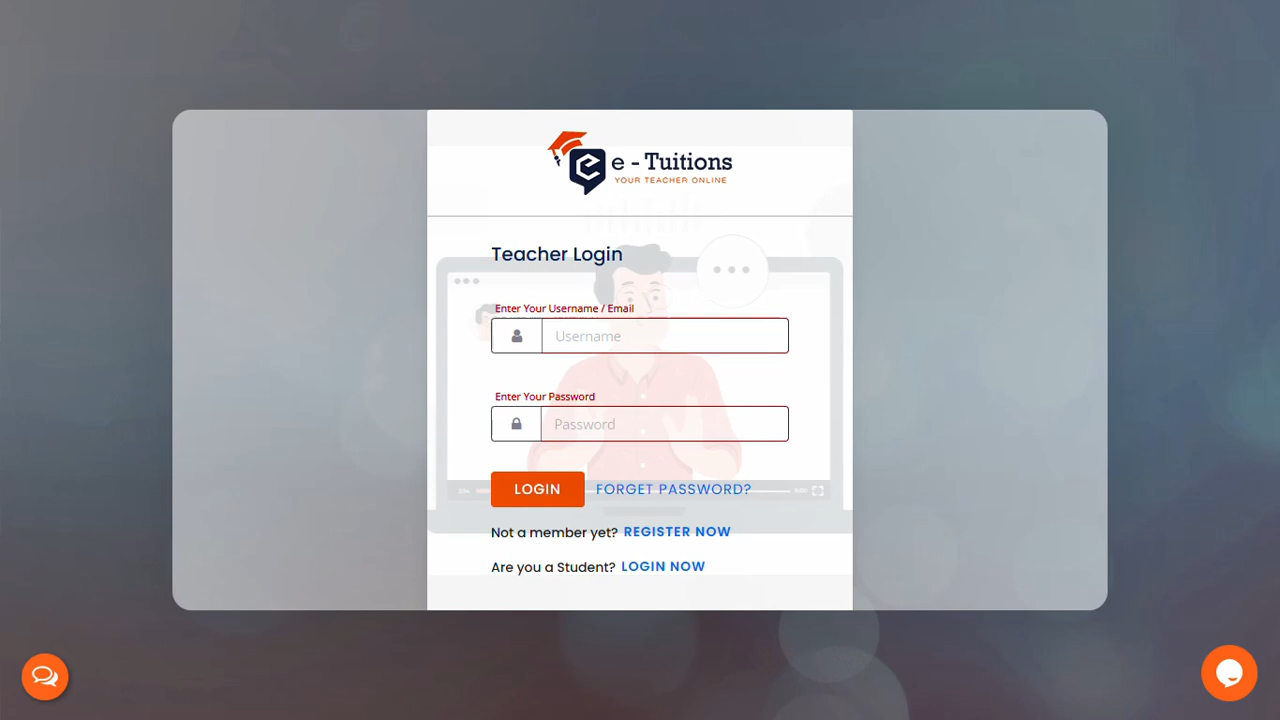 e - Tuitions
YOUR TEACHER ONLINE
Teacher Login
Enter Your Username / Email
Username
Enter Your Password
Password
LOGIN FORGET PASSWORD?
Not a member yet? REGISTER NOW
Are you a Student? LOGIN NOW